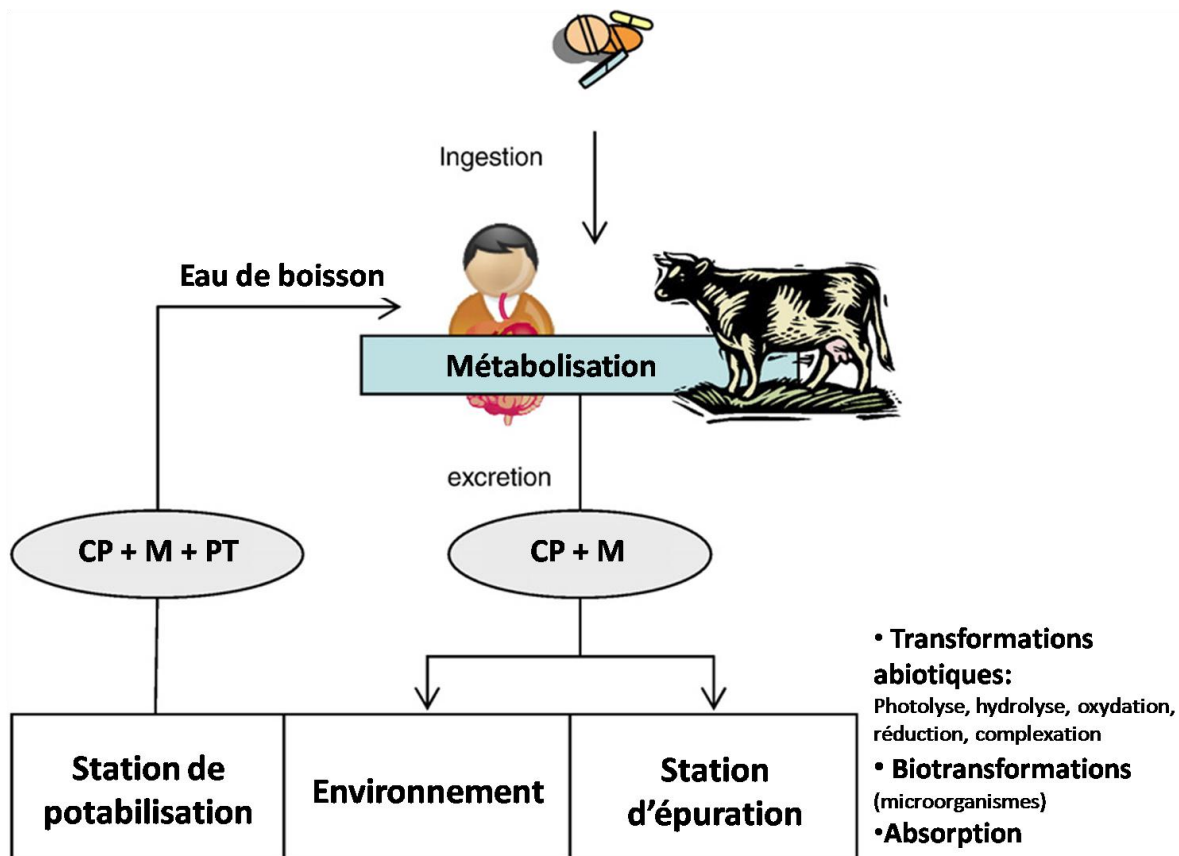 Ingestion
Eau de boisson
Métabolisation
excretion
CP + M + PT
CP + M
• Transformations
abiotiques:
Photolyse, hydrolyse, oxydation,
réduction, complexation
• Biotransformations
(microorganismes)
•Absorption
Station de
potabilisation
Environnement
Station
d'épuration